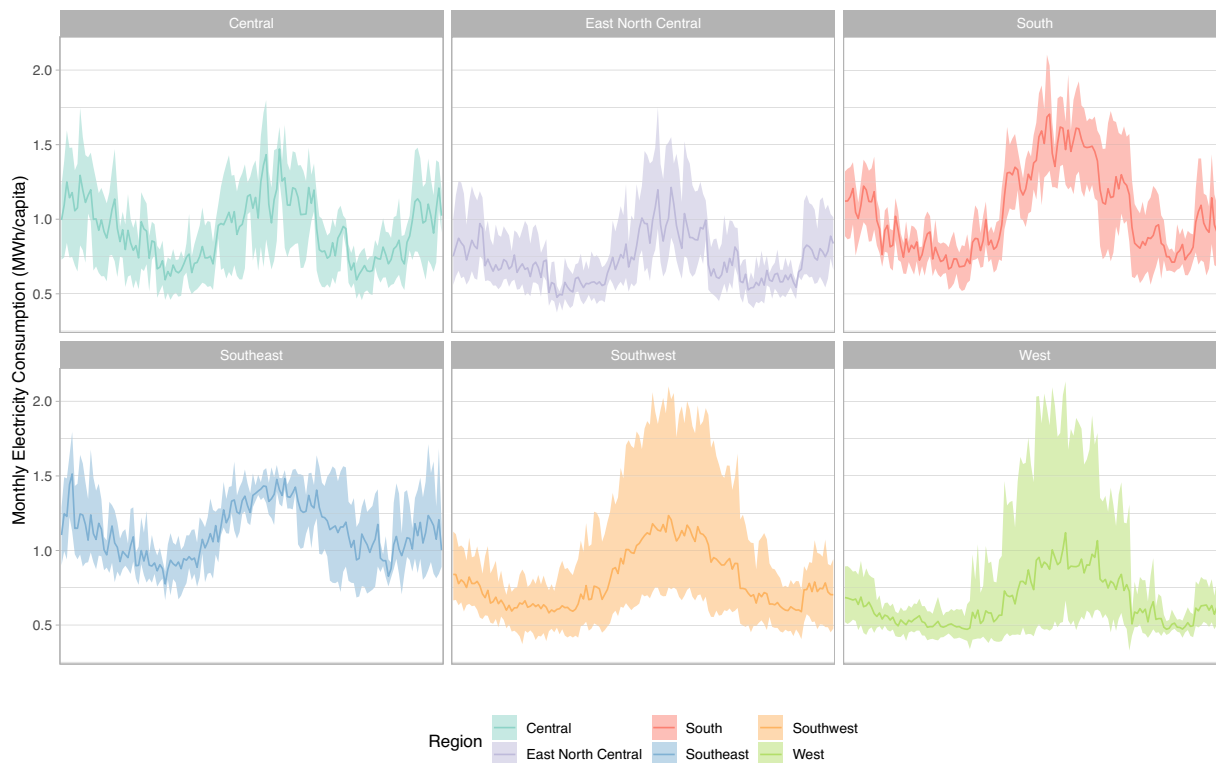 Central
East North Central
South
2.0
1.5
1.0
0.5
Southeast
Southwest
West
2.0
1.5
1.0
0.5
Monthly Electricity Consumption (MWh/capita)
Region
Central
South
Southwest
East North Central
Southeast
West